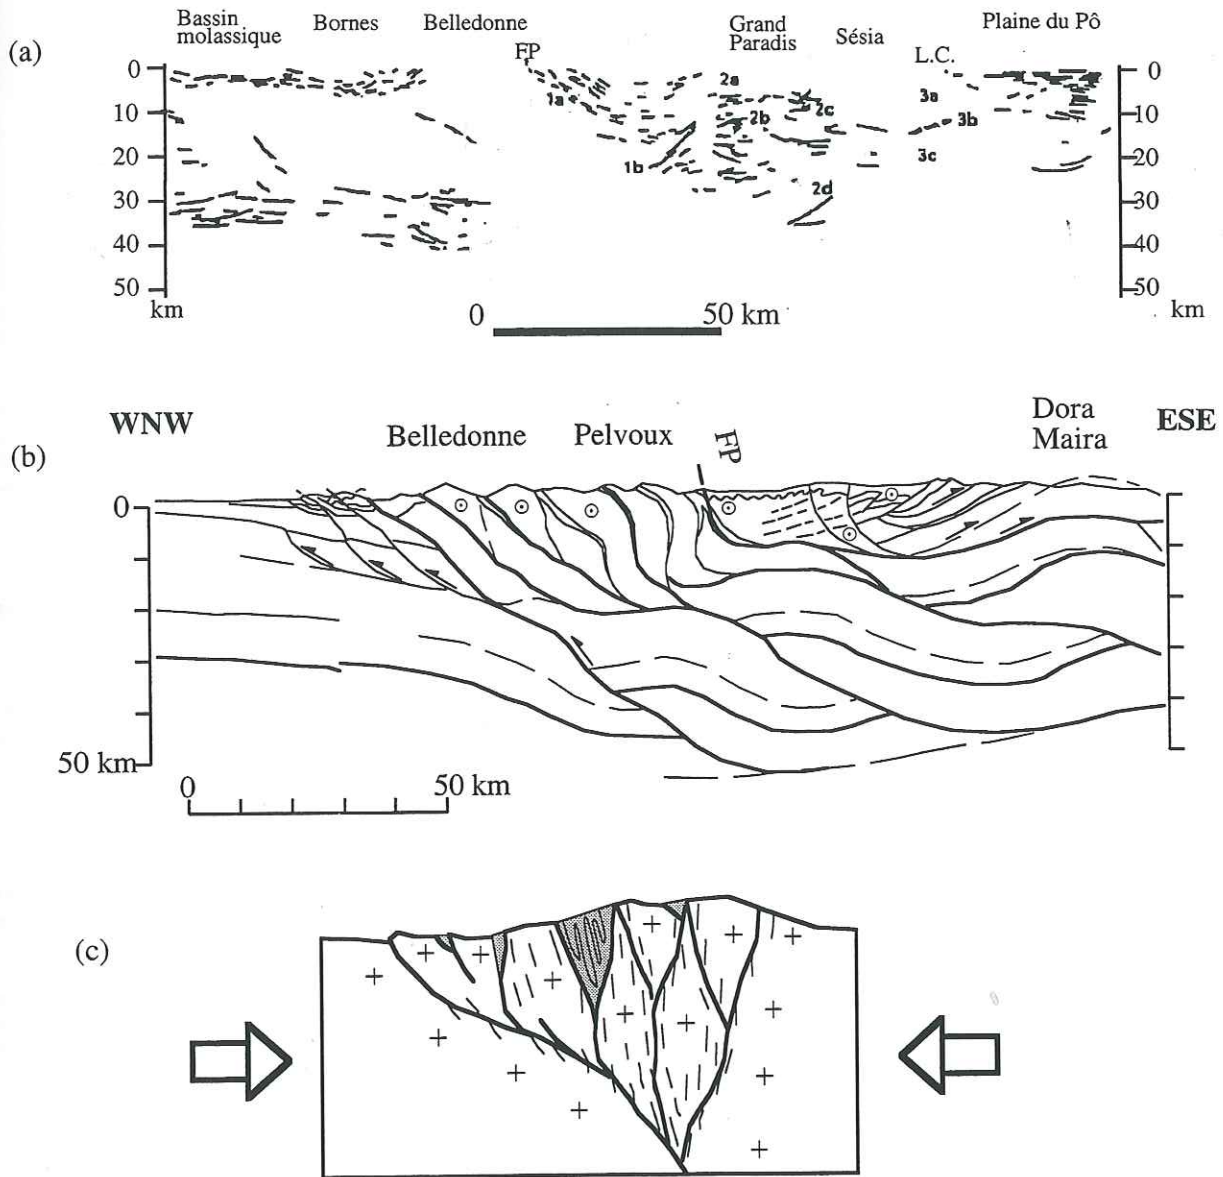 (a)
Bassin
molassique
Bornes
Belledonne
FP
Grand
Paradis
Sésia
L.C.
Plaine du Pô
0
10
20
30
40
50
km
1a
1b
2a
2b
2c
2d
3a
3b
3c
0
10
20
30
40
50
km
0 50 km
(b)
WNW
Belledonne
Pelvoux
FP
Dora
Maira
ESE
0
50 km
0 50 km
(c)